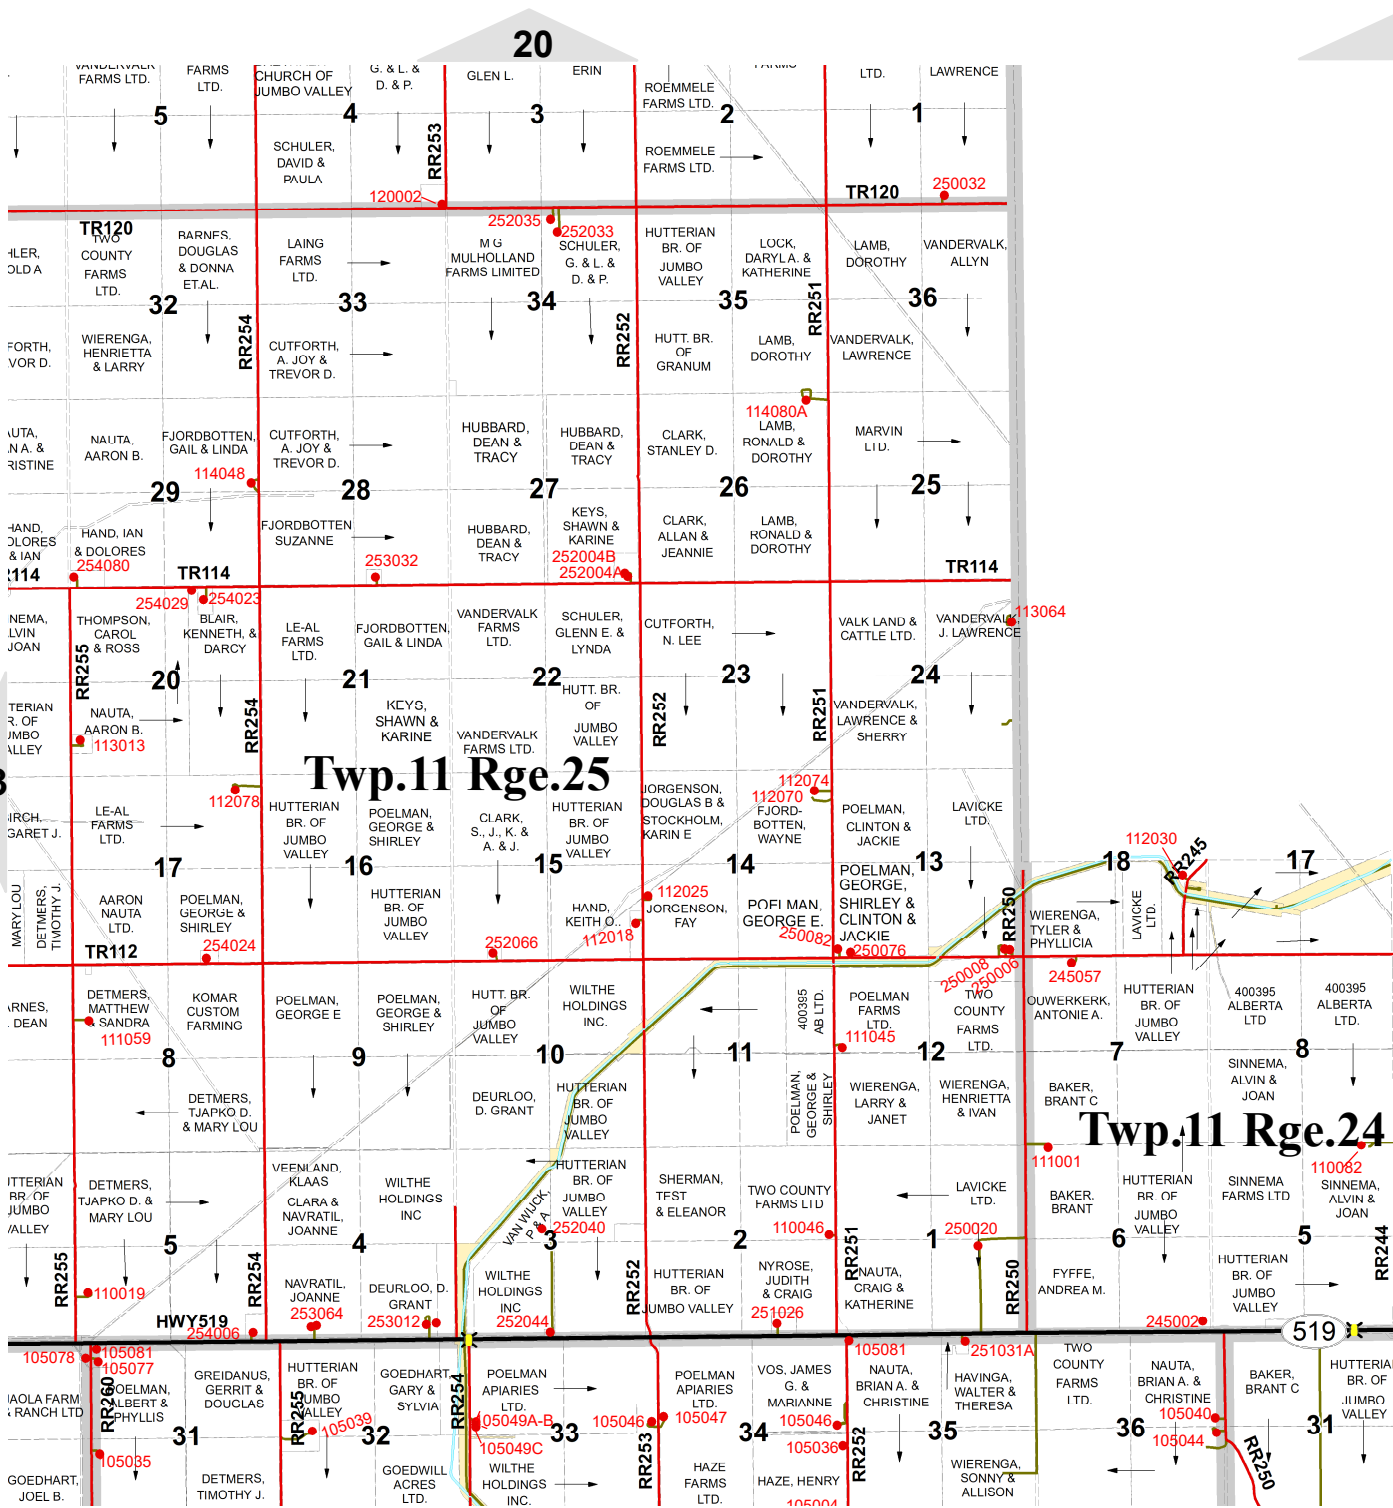 20
FARMS LTD.
FARMS
LTD.
CHURCH OF
JUMBO VALLEY
G. & L. &
D. & P.
GLEN L.
ERIN
ROEMMELE
FARMS LTD.
LTD.
LAWRENCE
5
4
3
2
1
RR253
SCHULER,
DAVID &
PAULA
ROEMMELE
FARMS LTD.
120002
TR120
250032
TR120
252035
252033
TWO
COUNTY
FARMS
LTD.
BARNES,
DOUGLAS
& DONNA
ET.AL.
LAING
FARMS
LTD.
M G
MULHOLLAND
FARMS LIMITED
SCHULER,
G. & L. &
D. & P.
HUTTERIAN
BR. OF
JUMBO
VALLEY
LOCK,
DARYL A. &
KATHERINE
LAMB,
DOROTHY
VANDERVALK,
ALLYN
32
33
34
35
36
RR254
RR252
RR251
WIERENGA,
HENRIETTA
& LARRY
CUTFORTH,
A. JOY &
TREVOR D.
HUTT. BR.
OF
GRANUM
LAMB,
DOROTHY
VANDERVALK,
LAWRENCE
114080A
NAUTA,
AARON B.
FJORDBOTTEN,
GAIL & LINDA
CUTFORTH,
A. JOY &
TREVOR D.
HUBBARD,
DEAN &
TRACY
HUBBARD,
DEAN &
TRACY
CLARK,
STANLEY D.
LAMB,
RONALD &
DOROTHY
MARVIN
LTD.
114048
29
28
27
26
25
HAND, IAN
& DOLORES
FJORDBOTTEN
SUZANNE
HUBBARD,
DEAN &
TRACY
KEYS,
SHAWN &
KARINE
CLARK,
ALLAN &
JEANNIE
LAMB,
RONALD &
DOROTHY
254080
TR114
253032
252004B
252004A
TR114
254029
254023
113064
THOMPSON,
CAROL
& ROSS
BLAIR,
KENNETH, &
DARCY
LE-AL
FARMS
LTD.
FJORDBOTTEN,
GAIL & LINDA
VANDERVALK
FARMS
LTD.
SCHULER,
GLENN E. &
LYNDA
CUTFORTH,
N. LEE
VALK LAND &
CATTLE LTD.
VANDERVALK,
J. LAWRENCE
RR255
20
21
22
23
24
RR254
RR252
RR251
NAUTA,
AARON B.
KEYS,
SHAWN &
KARINE
VANDERVALK
FARMS LTD.
HUTT. BR.
OF
JUMBO
VALLEY
VANDERVALK,
LAWRENCE &
SHERRY
113013
Twp.11 Rge.25
112078
112074
112070
LE-AL
FARMS
LTD.
HUTTERIAN
BR. OF
JUMBO
VALLEY
POELMAN,
GEORGE &
SHIRLEY
CLARK,
S., J., K. &
A. & J.
HUTTERIAN
BR. OF
JUMBO
VALLEY
JORGENSON,
DOUGLAS B &
STOCKHOLM,
KARIN E
FJORD-
BOTTEN,
WAYNE
POELMAN,
CLINTON &
JACKIE
LAVICKE
LTD.
112030
RR245
17
16
15
14
13
18
17
MARY LOU
DETMERS,
TIMOTHY J.
AARON
NAUTA
LTD.
POELMAN,
GEORGE &
SHIRLEY
HUTTERIAN
BR. OF
JUMBO
VALLEY
HAND,
KEITH O.
112025
JORGENSON,
FAY
POELMAN,
GEORGE E.
POELMAN,
GEORGE,
SHIRLEY &
CLINTON &
JACKIE
RR250
WIERENGA,
TYLER &
PHYLLICIA
LAVICKE
LTD.
TR112
254024
252066
112018
250082
250076
250008
250006
245057
DETMERS,
MATTHEW
& SANDRA
KOMAR
CUSTOM
FARMING
POELMAN,
GEORGE E
POELMAN,
GEORGE &
SHIRLEY
HUTT. BR.
OF
JUMBO
VALLEY
WILTHE
HOLDINGS
INC.
400395
AB LTD.
POELMAN
FARMS
LTD.
TWO
COUNTY
FARMS
LTD.
OUWERKERK,
ANTONIE A.
HUTTERIAN
BR. OF
JUMBO
VALLEY
400395
ALBERTA
LTD
400395
ALBERTA
LTD.
111059
111045
8
9
10
11
12
7
8
DETMERS,
TJAPKO D.
& MARY LOU
DEURLOO,
D. GRANT
HUTTERIAN
BR. OF
JUMBO
VALLEY
POELMAN,
GEORGE &
SHIRLEY
WIERENGA,
LARRY &
JANET
WIERENGA,
HENRIETTA
& IVAN
BAKER,
BRANT C
SINNEMA,
ALVIN &
JOAN
Twp.11 Rge.24
111001
110082
DETMERS,
TJAPKO D. &
MARY LOU
VEENLAND,
KLAAS
CLARA &
NAVRATIL,
JOANNE
WILTHE
HOLDINGS
INC
VAN WIJCK,
P & A
HUTTERIAN
BR. OF
JUMBO
VALLEY
252040
SHERMAN,
TEST
& ELEANOR
TWO COUNTY
FARMS LTD
110046
LAVICKE
LTD.
250020
BAKER,
BRANT
HUTTERIAN
BR. OF
JUMBO
VALLEY
SINNEMA
FARMS LTD
SINNEMA,
ALVIN &
JOAN
5
4
3
2
1
6
5
RR255
RR254
RR252
RR251
RR250
RR244
110019
NAVRATIL,
JOANNE
DEURLOO, D.
GRANT
WILTHE
HOLDINGS
INC
HUTTERIAN
BR. OF
JUMBO VALLEY
NYROSE,
JUDITH
& CRAIG
NAUTA,
CRAIG &
KATHERINE
FYFFE,
ANDREA M.
HUTTERIAN
BR. OF
JUMBO
VALLEY
HWY519
254006
253064
253012
252044
251026
245002
519
105078
105081
105077
105081
251031A
RR260
POELMAN,
ALBERT &
PHYLLIS
GREIDANUS,
GERRIT &
DOUGLAS
HUTTERIAN
BR. OF
JUMBO
VALLEY
RR255
GOEDHART,
GARY &
SYLVIA
RR254
POELMAN
APIARIES
LTD.
POELMAN
APIARIES
LTD.
VOS, JAMES
G. &
MARIANNE
NAUTA,
BRIAN A. &
CHRISTINE
HAVINGA,
WALTER &
THERESA
TWO
COUNTY
FARMS
LTD.
NAUTA,
BRIAN A. &
CHRISTINE
BAKER,
BRANT C
BR. OF
JUMBO
VALLEY
105039
105049A-B
105049C
105046
105047
105046
105036
105040
105044
31
32
33
34
35
36
31
105035
RR253
RR252
RR250
GOEDHART,
JOEL B.
DETMERS,
TIMOTHY J.
GOEDWILL
ACRES
LTD.
WILTHE
HOLDINGS
INC.
HAZE
FARMS
LTD.
HAZE, HENRY
WIERENGA,
SONNY &
ALLISON